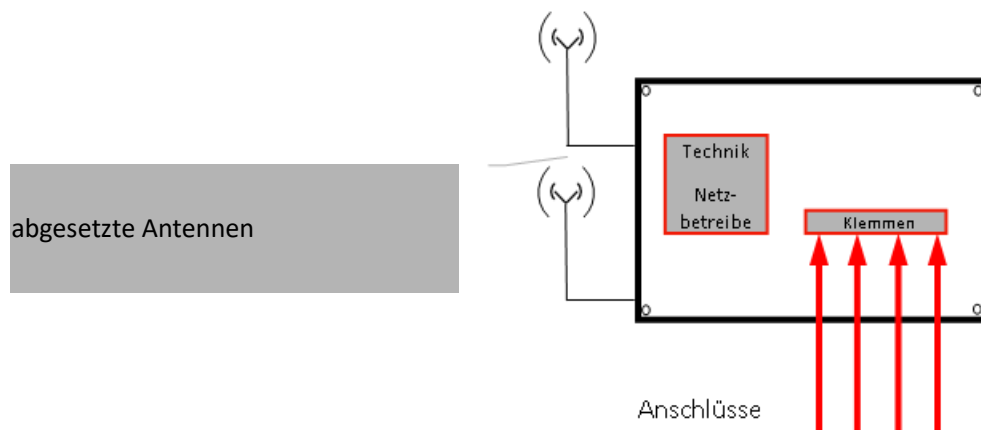 abgesetzte Antennen
Technik
Netz-
betreibe
Klemmen
Anschlüsse